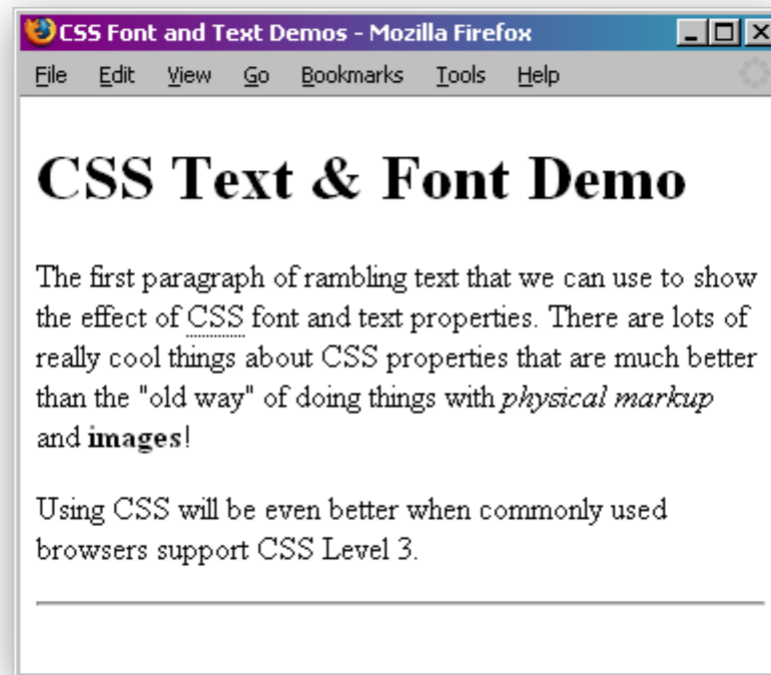 CSS Font and Text Demos - Mozilla Firefox
File Edit View Go Bookmarks Tools Help
CSS Text & Font Demo
The first paragraph of rambling text that we can use to show
the effect of CSS font and text properties. There are lots of
really cool things about CSS properties that are much better
than the "old way" of doing things with physical markup
and images!
Using CSS will be even better when commonly used
browsers support CSS Level 3.